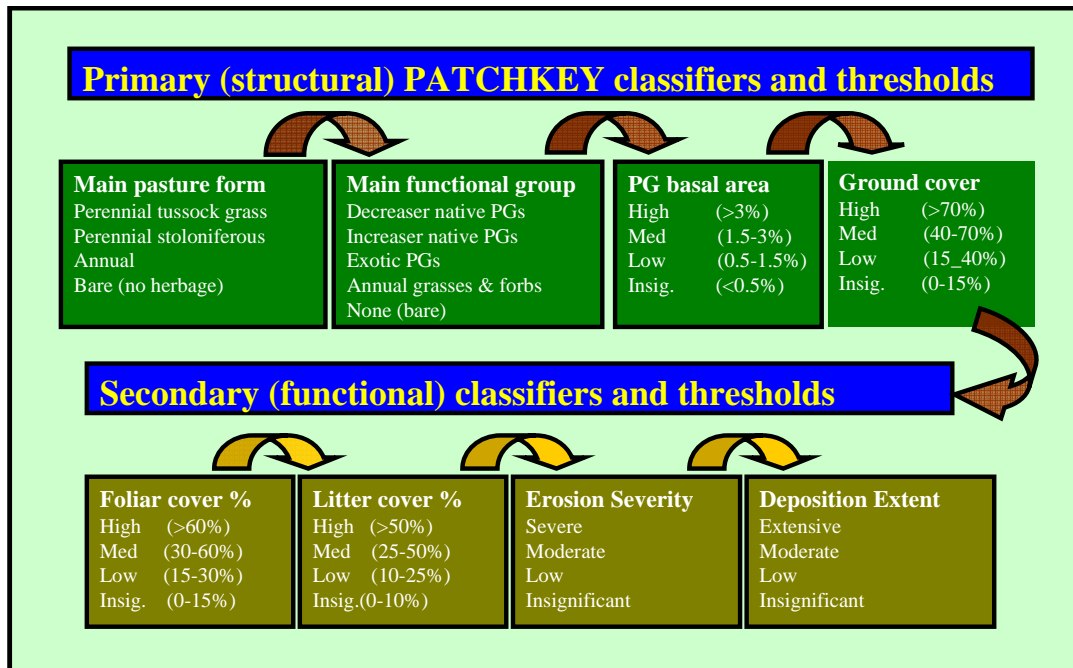 Primary (structural) PATCHKEY classifiers and thresholds
Main pasture form
Perennial tussock grass
Perennial stoloniferous
Annual
Bare (no herbage)
Main functional group
Decreaser native PGs
Increaser native PGs
Exotic PGs
Annual grasses & forbs
None (bare)
PG basal area
High (>3%)
Med (1.5-3%)
Low (0.5-1.5%)
Insig. (<0.5%)
Ground cover
High (>70%)
Med (40-70%)
Low (15_40%)
Insig. (0-15%)
Secondary (functional) classifiers and thresholds
Foliar cover %
High (>60%)
Med (30-60%)
Low (15-30%)
Insig. (0-15%)
Litter cover %
High (>50%)
Med (25-50%)
Low (10-25%)
Insig.(0-10%)
Erosion Severity
Severe
Moderate
Low
Insignificant
Deposition Extent
Extensive
Moderate
Low
Insignificant